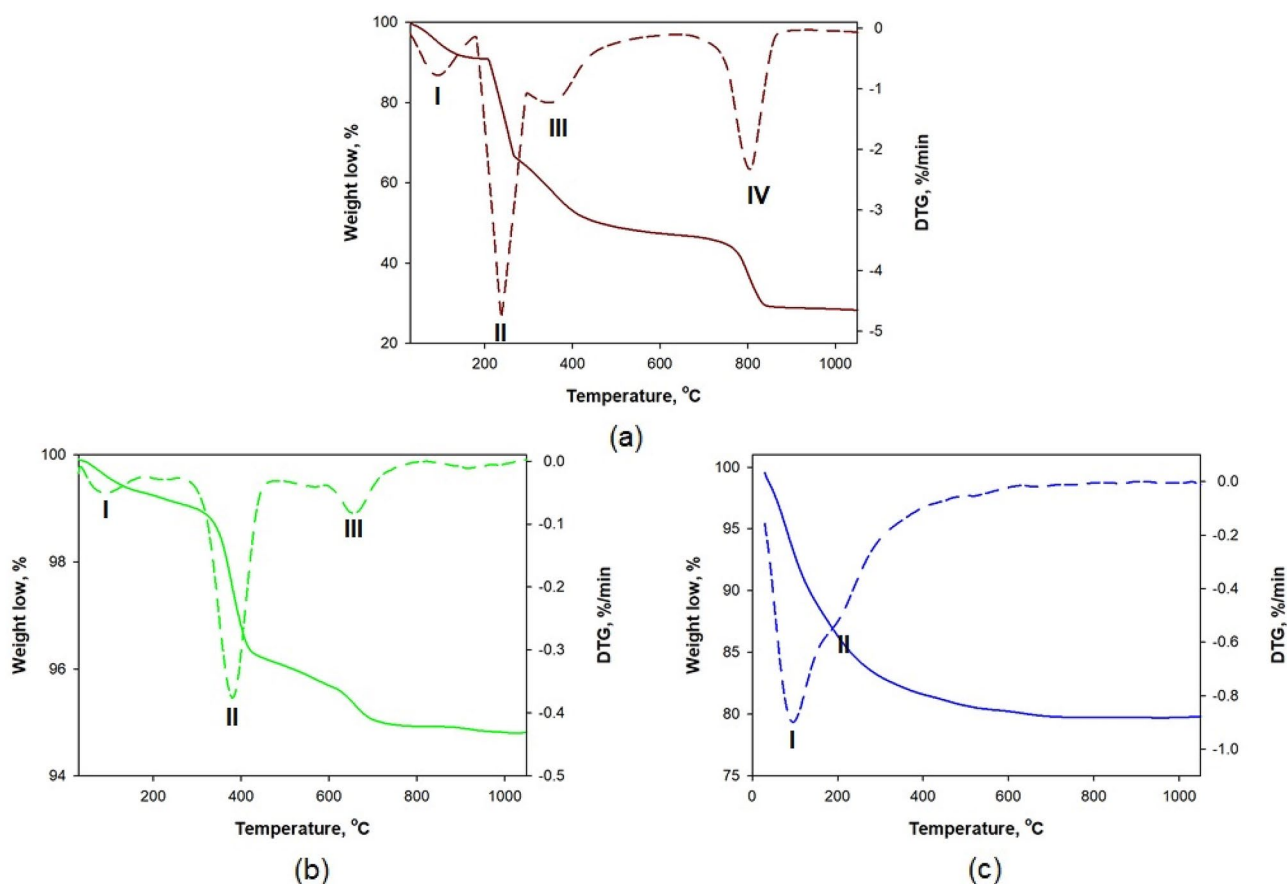 100
80
60
40
20
Weight low, %
I
II
III
IV
0
-1
-2
-3
-4
-5
DTG, %/min
200 400 600 800 1000
Temperature, °C
(a)
100
98
96
94
Weight low, %
I
II
III
0.0
-0.1
-0.2
-0.3
-0.4
-0.5
DTG, %/min
200 400 600 800 1000
Temperature, °C
(b)
100
95
90
85
80
75
Weight low, %
I
II
0.0
-0.2
-0.4
-0.6
-0.8
-1.0
DTG, %/min
0 200 400 600 800 1000
Temperature, °C
(c)